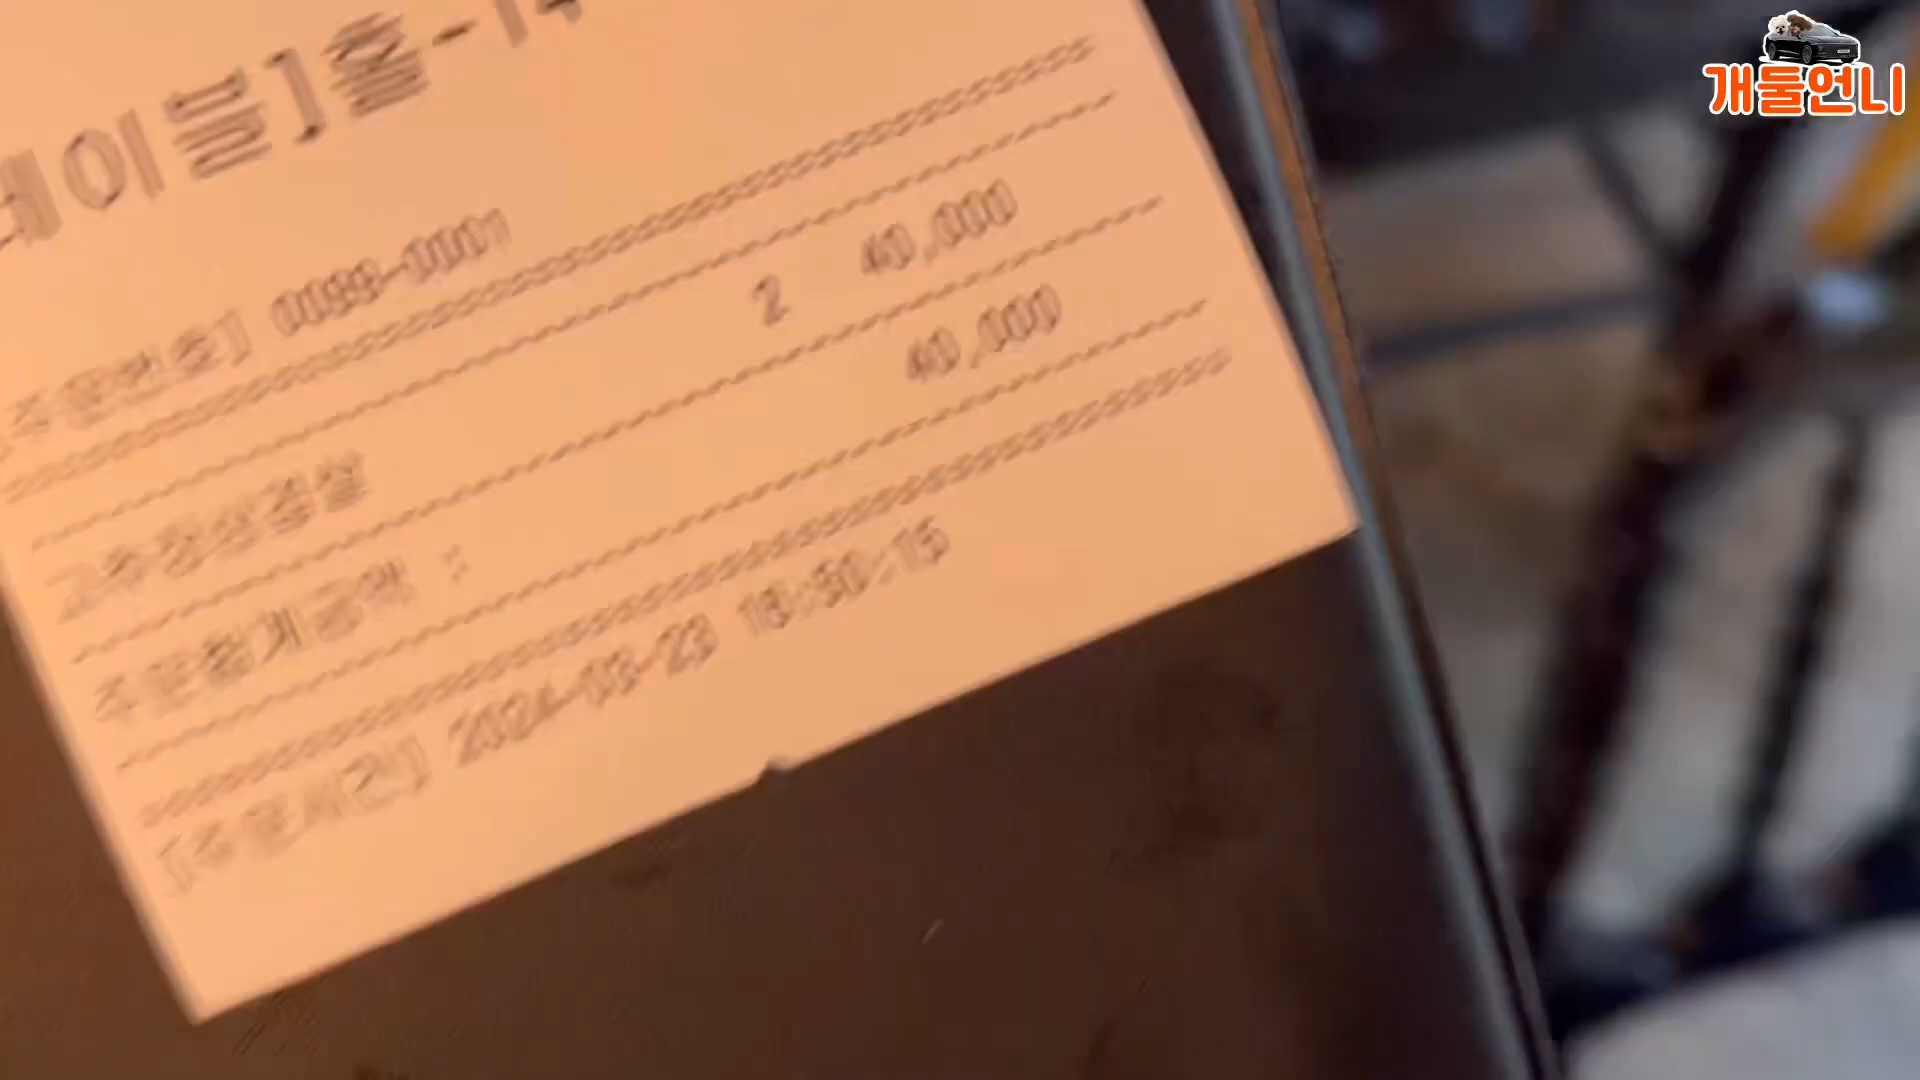 개둘언니
테이블]홀-1
[주문번호] 0099-0001
고추장삼겹살 2 40,000
주문합계금액 : 40,000
[주문시간] 2024-03-23 18:50:15